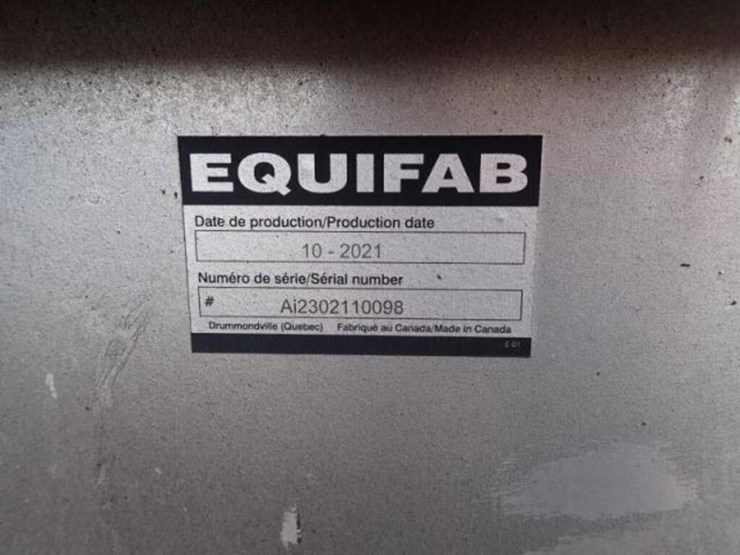 EQUIFAB
Date de production/Production date
10 - 2021
Numéro de série/Sérial number
# Ai2302110098
Drummondville (Quebec) Fabriqué au Canada/Made in Canada
E-01